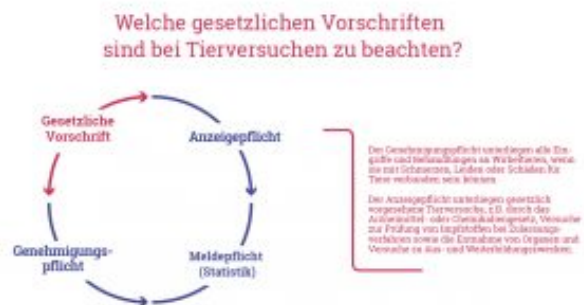 Welche gesetzlichen Vorschriften
sind bei Tierversuchen zu beachten?
Gesetzliche
Vorschrift
Anzeigepflicht
Genehmigungs-
pflicht
Meldepflicht
(Statistik)
Der Genehmigungspflicht unterliegen alle Ein-
griffe und Behandlungen an Wirbeltieren, wenn
sie mit Schmerzen, Leiden oder Schäden für
Tiere verbunden sein können
Der Anzeigepflicht unterliegen gesetzlich
vorgesehene Tierversuche, z.B. durch das
Arzneimittel- oder Chemikaliengesetz, Versuche
zur Prüfung von Impfstoffen bei Zulassungs-
verfahren sowie die Entnahme von Organen und
Versuche zu Aus- und Weiterbildungszwecken.